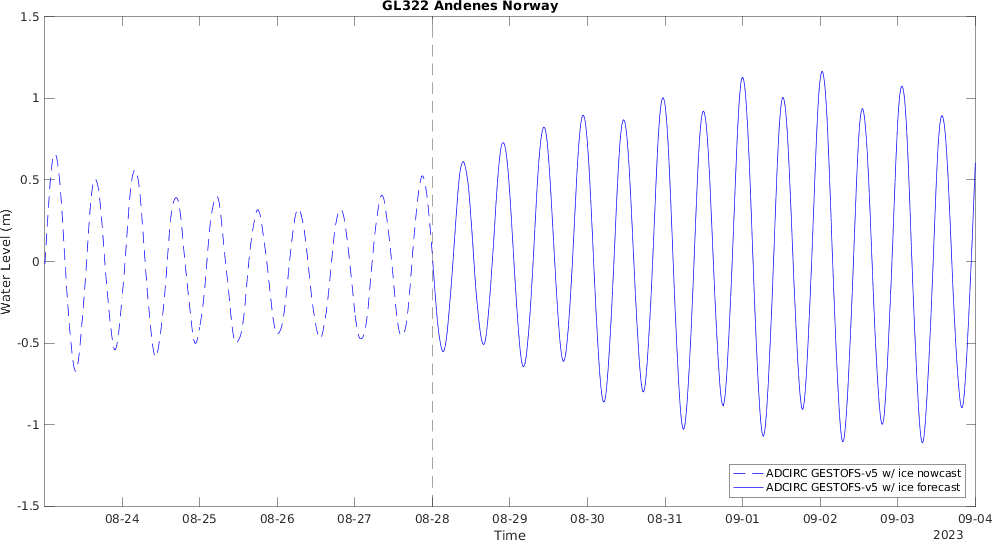 GL322 Andenes Norway
1.5
1
0.5
0
-0.5
-1
-1.5
Water Level (m)
08-24 08-25 08-26 08-27 08-28 08-29 08-30 08-31 09-01 09-02 09-03 09-04
Time
2023
ADCIRC GESTOFS-v5 w/ ice nowcast
ADCIRC GESTOFS-v5 w/ ice forecast